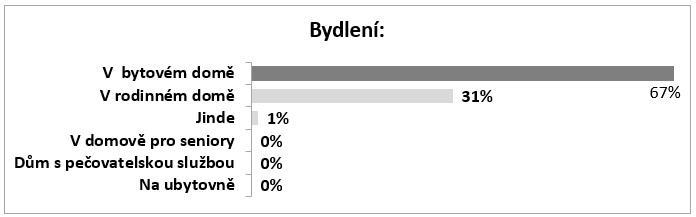 Bydlení:
V bytovém domě 67%
V rodinném domě 31%
Jinde 1%
V domově pro seniory 0%
Dům s pečovatelskou službou 0%
Na ubytovně 0%